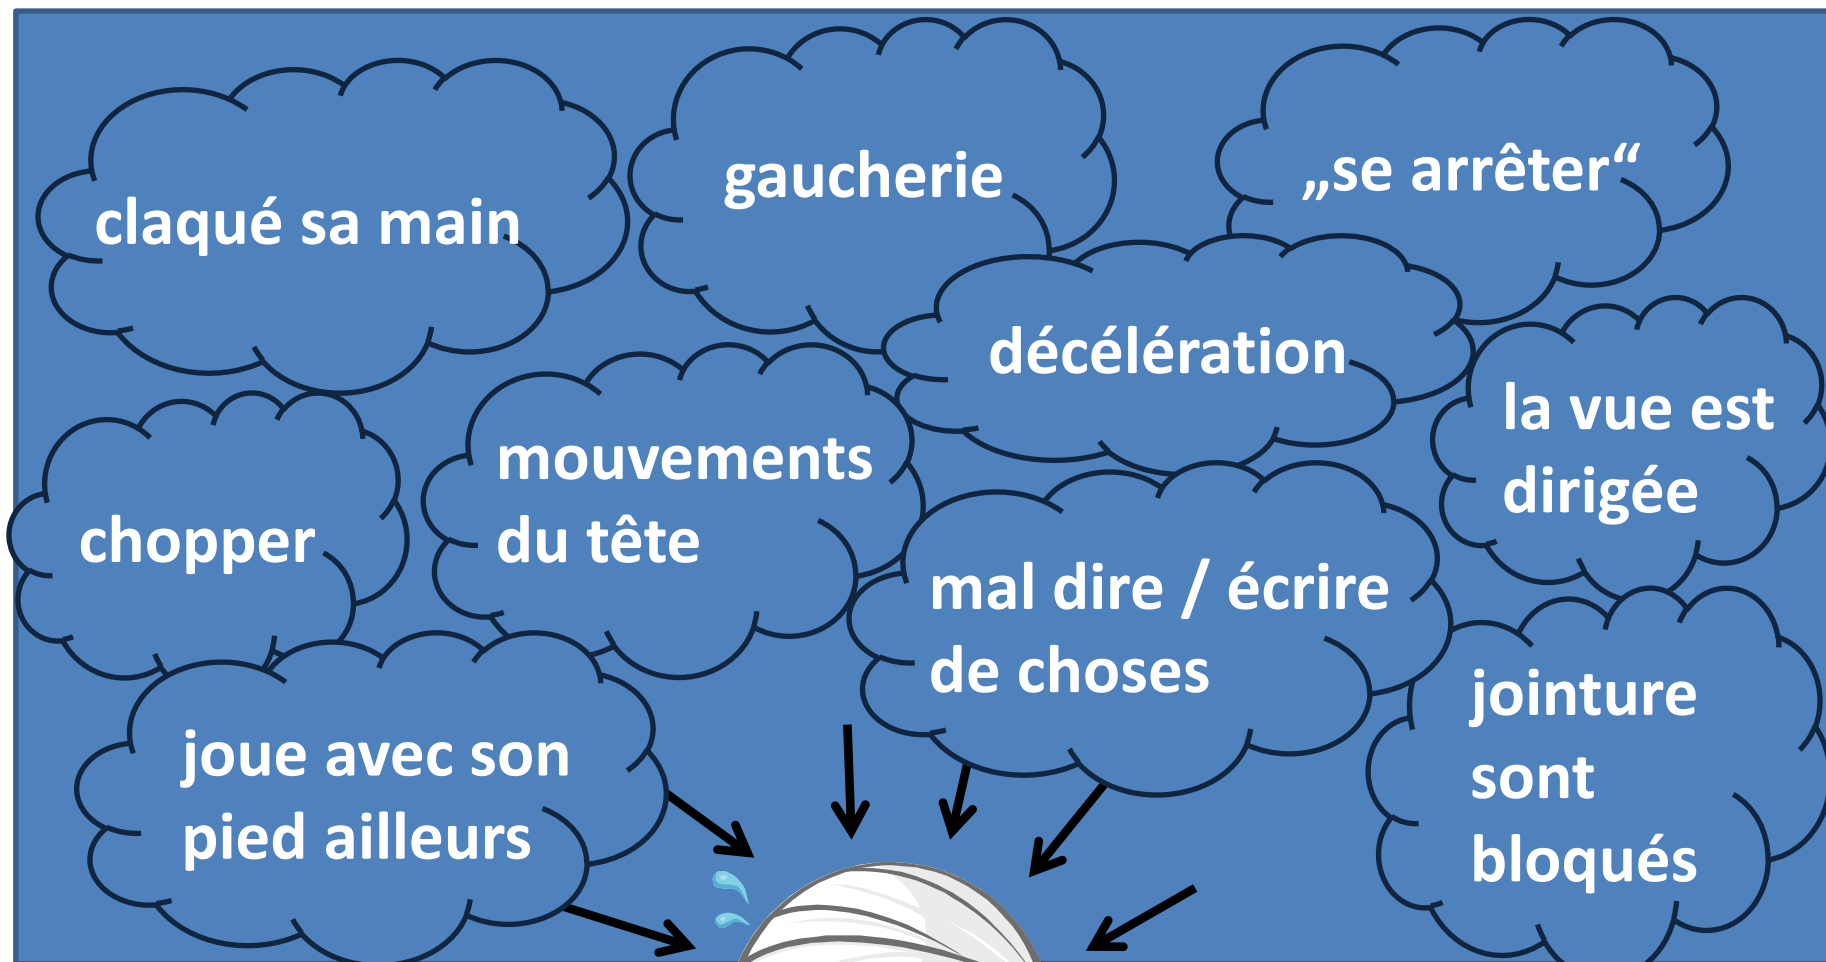 claqué sa main
gaucherie
„se arrêter“
décélération
la vue est
dirigée
chopper
mouvements
du tête
mal dire / écrire
de choses
joue avec son
pied ailleurs
jointure
sont
bloqués